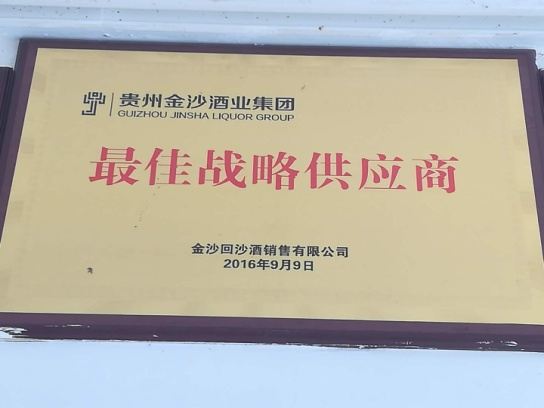 贵州金沙酒业集团
GUIZHOU JINSHA LIQUOR GROUP
最佳战略供应商
金沙回沙酒销售有限公司
2016年9月9日